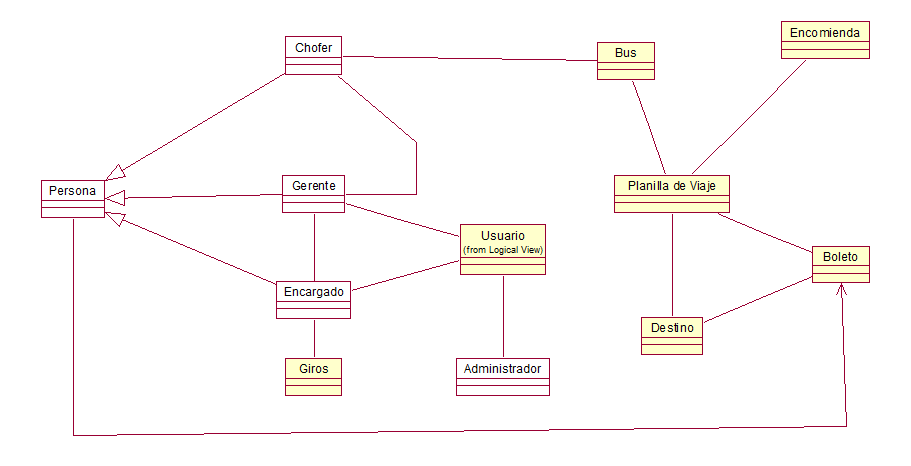 Encomienda
Chofer
Bus
Persona
Gerente
Planilla de Viaje
Usuario
(from Logical View)
Boleto
Encargado
Destino
Giros
Administrador